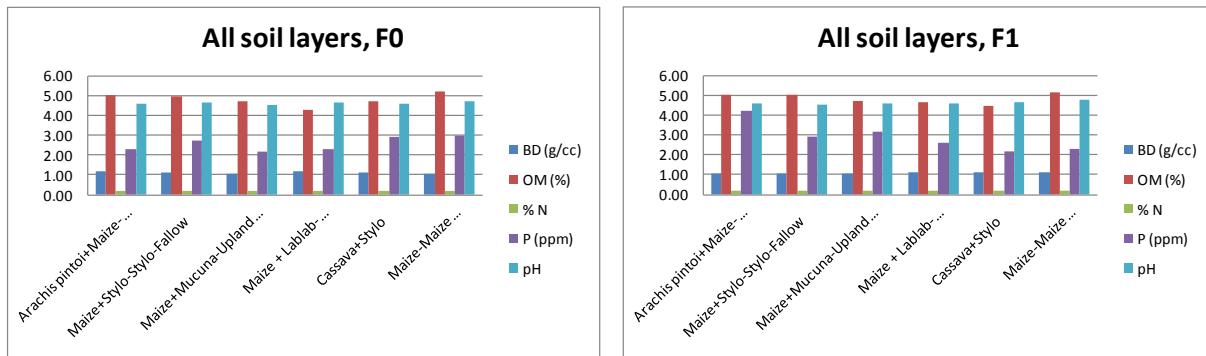 All soil layers, F0
6.00
5.00
4.00
3.00
2.00
1.00
0.00
Arachis pintoi+Maize-...
Maize+Stylo-Stylo-Fallow
Maize+Mucuna-Upland...
Maize + Lablab-...
Cassava+Stylo
Maize-Maize...
BD (g/cc)
OM (%)
% N
P (ppm)
pH
All soil layers, F1
6.00
5.00
4.00
3.00
2.00
1.00
0.00
Arachis pintoi+Maize-...
Maize+Stylo-Stylo-Fallow
Maize+Mucuna-Upland...
Maize + Lablab-...
Cassava+Stylo
Maize-Maize...
BD (g/cc)
OM (%)
% N
P (ppm)
pH